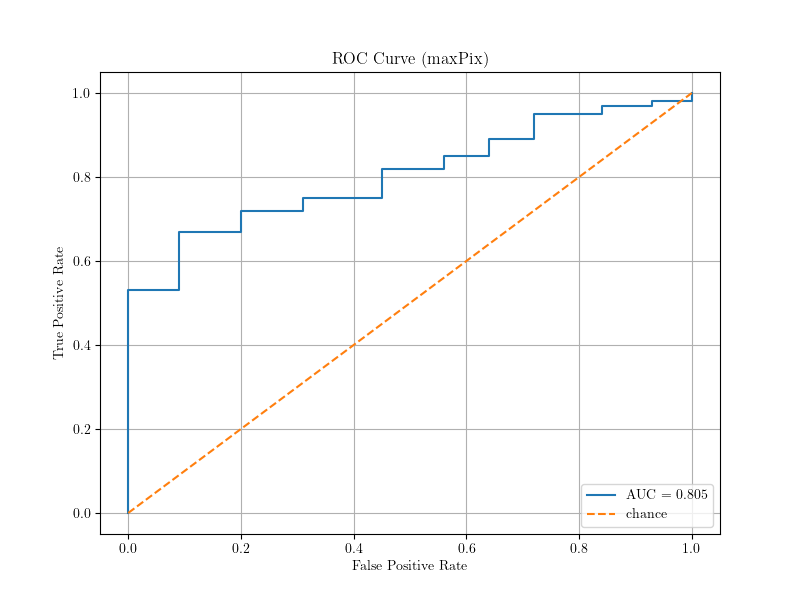 ROC Curve (maxPix)
True Positive Rate
1.0
0.8
0.6
0.4
0.2
0.0
AUC = 0.805
chance
0.0 0.2 0.4 0.6 0.8 1.0
False Positive Rate